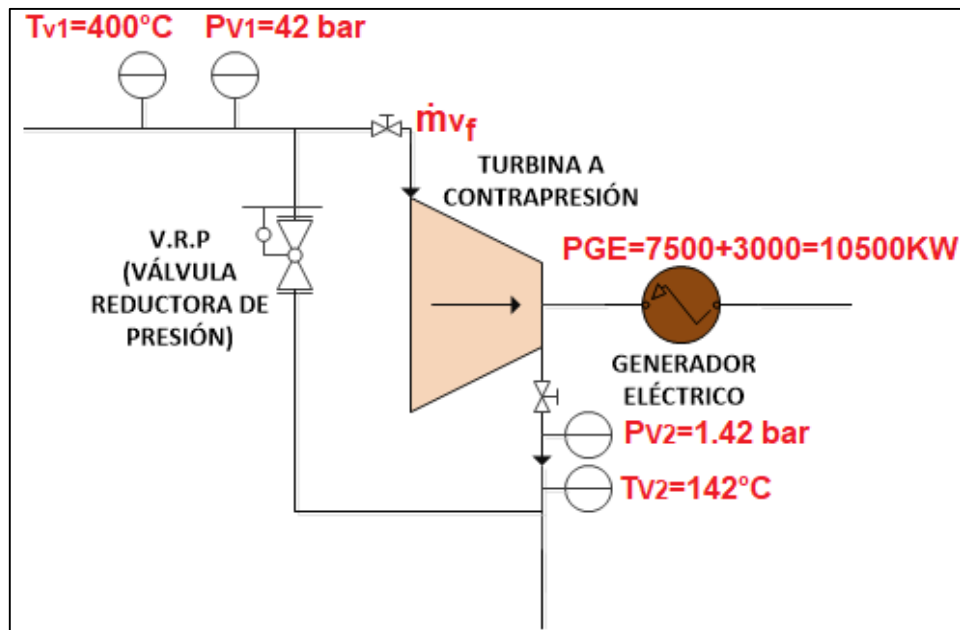 Tv1=400°C PV1=42 bar
ṁvf
TURBINA A
CONTRAPRESIÓN
V.R.P
(VÁLVULA
REDUCTORA DE
PRESIÓN)
PGE=7500+3000=10500KW
GENERADOR
ELÉCTRICO
PV2=1.42 bar
TV2=142°C